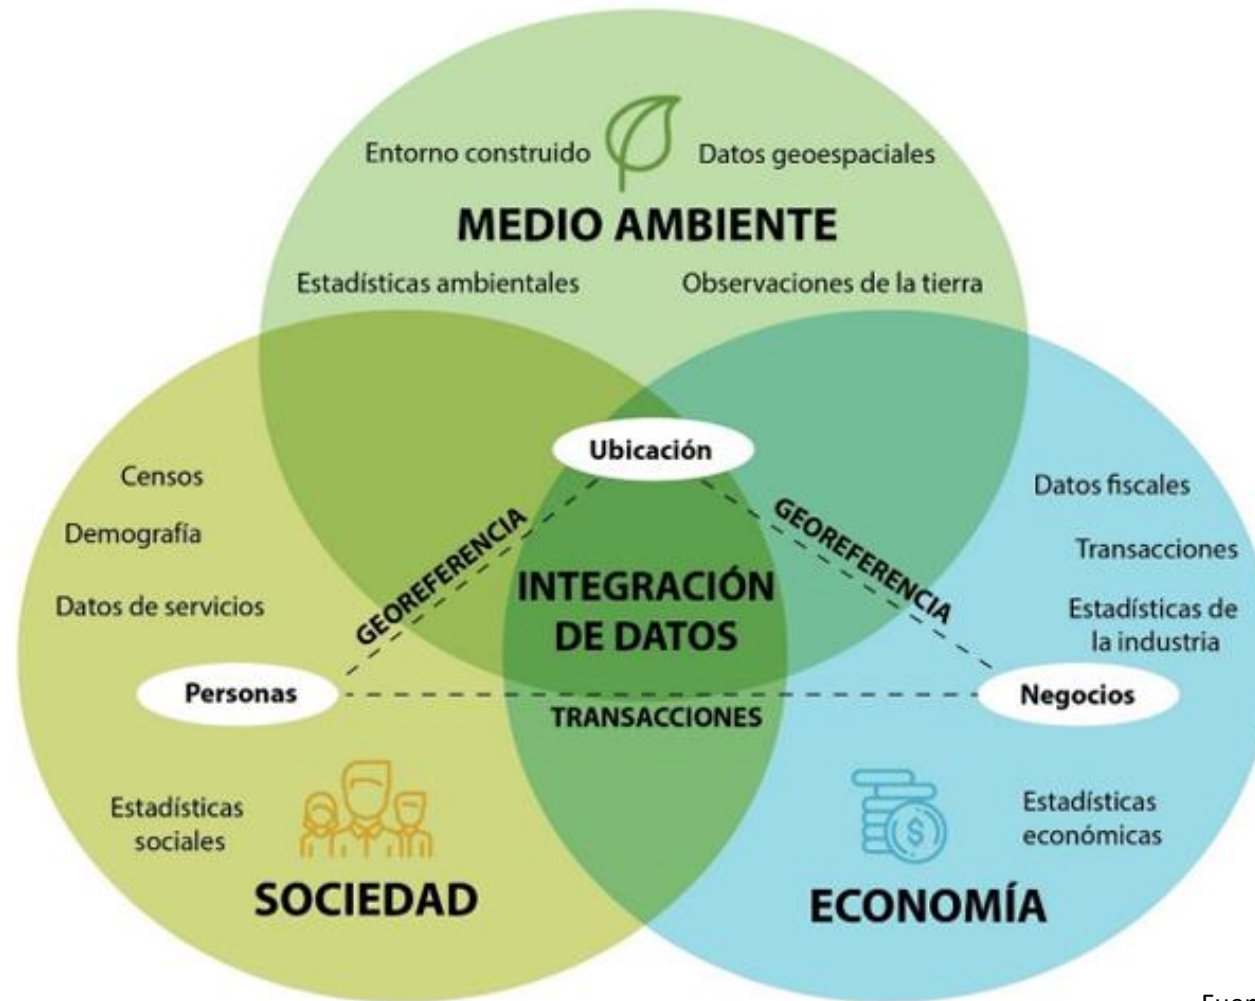 Entorno construido
Datos geoespaciales
MEDIO AMBIENTE
Estadísticas ambientales
Observaciones de la tierra
Ubicación
Censos
Demografía
Datos de servicios
GEOREFERENCIA
GEOREFERENCIA
Datos fiscales
Transacciones
Estadísticas de
la industria
INTEGRACIÓN
DE DATOS
Personas
Negocios
TRANSACCIONES
Estadísticas
sociales
$
Estadísticas
económicas
SOCIEDAD
ECONOMÍA